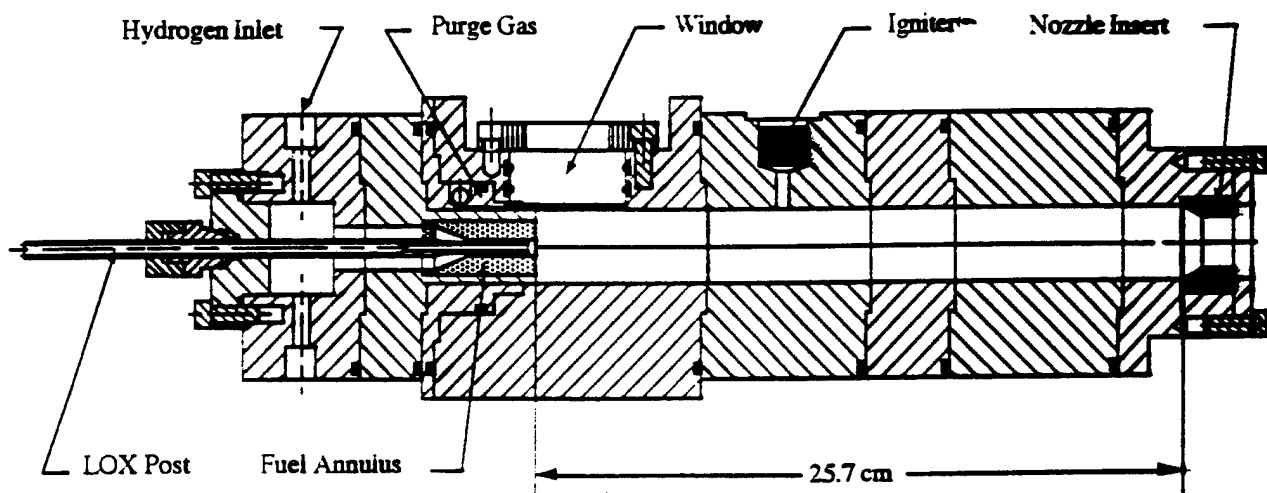 Hydrogen Inlet
Purge Gas
Window
Igniter
Nozzle Insert
LOX Post
Fuel Annulus
25.7 cm